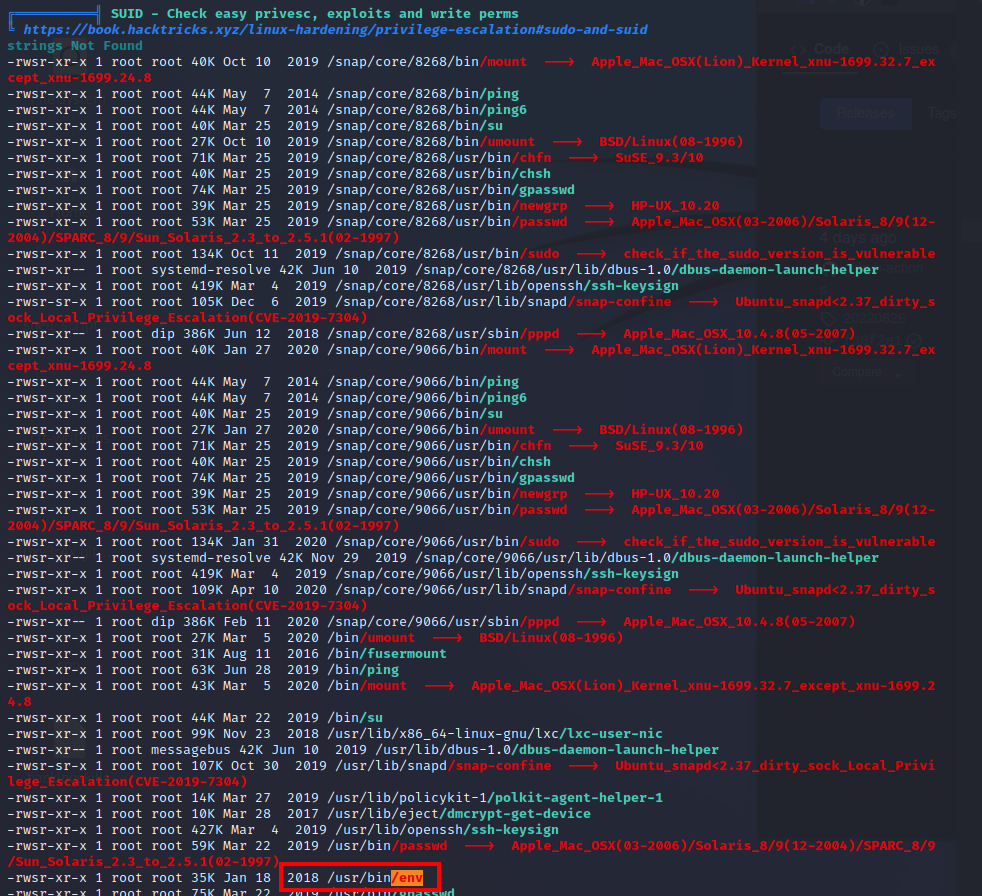 ╔══════════╣ SUID - Check easy privesc, exploits and write perms
╚ https://book.hacktricks.xyz/linux-hardening/privilege-escalation#sudo-and-suid
strings Not Found
-rwsr-xr-x 1 root root 40K Oct 10  2019 /snap/core/8268/bin/mount  --->  Apple_Mac_OSX(Lion)_Kernel_xnu-1699.32.7_ex
cept_xnu-1699.24.8
-rwsr-xr-x 1 root root 44K May  7  2014 /snap/core/8268/bin/ping
-rwsr-xr-x 1 root root 44K May  7  2014 /snap/core/8268/bin/ping6
-rwsr-xr-x 1 root root 40K Mar 25  2019 /snap/core/8268/bin/su
-rwsr-xr-x 1 root root 27K Oct 10  2019 /snap/core/8268/bin/umount  --->  BSD/Linux(08-1996)
-rwsr-xr-x 1 root root 71K Mar 25  2019 /snap/core/8268/usr/bin/chfn  --->  SuSE_9.3/10
-rwsr-xr-x 1 root root 40K Mar 25  2019 /snap/core/8268/usr/bin/chsh
-rwsr-xr-x 1 root root 74K Mar 25  2019 /snap/core/8268/usr/bin/gpasswd
-rwsr-xr-x 1 root root 39K Mar 25  2019 /snap/core/8268/usr/bin/newgrp  --->  HP-UX_10.20
-rwsr-xr-x 1 root root 53K Mar 25  2019 /snap/core/8268/usr/bin/passwd  --->  Apple_Mac_OSX(03-2006)/Solaris_8/9(12-
2004)/SPARC_8/9/Sun_Solaris_2.3_to_2.5.1(02-1997)
-rwsr-xr-x 1 root root 134K Oct 11  2019 /snap/core/8268/usr/bin/sudo  --->  check_if_the_sudo_version_is_vulnerable
-rwsr-xr-- 1 root systemd-resolve 42K Jun 10  2019 /snap/core/8268/usr/lib/dbus-1.0/dbus-daemon-launch-helper
-rwsr-xr-x 1 root root 419K Mar  4  2019 /snap/core/8268/usr/lib/openssh/ssh-keysign
-rwsr-sr-x 1 root root 105K Dec  6  2019 /snap/core/8268/usr/lib/snapd/snap-confine  --->  Ubuntu_snapd<2.37_dirty_s
ock_Local_Privilege_Escalation(CVE-2019-7304)
-rwsr-xr-- 1 root dip 386K Jun 12  2018 /snap/core/8268/usr/sbin/pppd  --->  Apple_Mac_OSX_10.4.8(05-2007)
-rwsr-xr-x 1 root root 40K Jan 27  2020 /snap/core/9066/bin/mount  --->  Apple_Mac_OSX(Lion)_Kernel_xnu-1699.32.7_ex
cept_xnu-1699.24.8
-rwsr-xr-x 1 root root 44K May  7  2014 /snap/core/9066/bin/ping
-rwsr-xr-x 1 root root 44K May  7  2014 /snap/core/9066/bin/ping6
-rwsr-xr-x 1 root root 40K Mar 25  2019 /snap/core/9066/bin/su
-rwsr-xr-x 1 root root 27K Jan 27  2020 /snap/core/9066/bin/umount  --->  BSD/Linux(08-1996)
-rwsr-xr-x 1 root root 71K Mar 25  2019 /snap/core/9066/usr/bin/chfn  --->  SuSE_9.3/10
-rwsr-xr-x 1 root root 40K Mar 25  2019 /snap/core/9066/usr/bin/chsh
-rwsr-xr-x 1 root root 74K Mar 25  2019 /snap/core/9066/usr/bin/gpasswd
-rwsr-xr-x 1 root root 39K Mar 25  2019 /snap/core/9066/usr/bin/newgrp  --->  HP-UX_10.20
-rwsr-xr-x 1 root root 53K Mar 25  2019 /snap/core/9066/usr/bin/passwd  --->  Apple_Mac_OSX(03-2006)/Solaris_8/9(12-
2004)/SPARC_8/9/Sun_Solaris_2.3_to_2.5.1(02-1997)
-rwsr-xr-x 1 root root 134K Jan 31  2020 /snap/core/9066/usr/bin/sudo  --->  check_if_the_sudo_version_is_vulnerable
-rwsr-xr-- 1 root systemd-resolve 42K Nov 29  2019 /snap/core/9066/usr/lib/dbus-1.0/dbus-daemon-launch-helper
-rwsr-xr-x 1 root root 419K Mar  4  2019 /snap/core/9066/usr/lib/openssh/ssh-keysign
-rwsr-sr-x 1 root root 109K Apr 10  2020 /snap/core/9066/usr/lib/snapd/snap-confine  --->  Ubuntu_snapd<2.37_dirty_s
ock_Local_Privilege_Escalation(CVE-2019-7304)
-rwsr-xr-- 1 root dip 386K Feb 11  2020 /snap/core/9066/usr/sbin/pppd  --->  Apple_Mac_OSX_10.4.8(05-2007)
-rwsr-xr-x 1 root root 27K Mar  5  2020 /bin/umount  --->  BSD/Linux(08-1996)
-rwsr-xr-x 1 root root 31K Aug 11  2016 /bin/fusermount
-rwsr-xr-x 1 root root 63K Jun 28  2019 /bin/ping
-rwsr-xr-x 1 root root 43K Mar  5  2020 /bin/mount  --->  Apple_Mac_OSX(Lion)_Kernel_xnu-1699.32.7_except_xnu-1699.2
4.8
-rwsr-xr-x 1 root root 44K Mar 22  2019 /bin/su
-rwsr-xr-x 1 root root 99K Nov 23  2018 /usr/lib/x86_64-linux-gnu/lxc/lxc-user-nic
-rwsr-xr-- 1 root messagebus 42K Jun 10  2019 /usr/lib/dbus-1.0/dbus-daemon-launch-helper
-rwsr-sr-x 1 root root 107K Oct 30  2019 /usr/lib/snapd/snap-confine  --->  Ubuntu_snapd<2.37_dirty_sock_Local_Privi
lege_Escalation(CVE-2019-7304)
-rwsr-xr-x 1 root root 14K Mar 27  2019 /usr/lib/policykit-1/polkit-agent-helper-1
-rwsr-xr-x 1 root root 10K Mar 28  2017 /usr/lib/eject/dmcrypt-get-device
-rwsr-xr-x 1 root root 427K Mar  4  2019 /usr/lib/openssh/ssh-keysign
-rwsr-xr-x 1 root root 59K Mar 22  2019 /usr/bin/passwd  --->  Apple_Mac_OSX(03-2006)/Solaris_8/9(12-2004)/SPARC_8/9
/Sun_Solaris_2.3_to_2.5.1(02-1997)
-rwsr-xr-x 1 root root 35K Jan 18  2018 /usr/bin/env
-rwsr-xr-x 1 root root 75K Mar 22  2019 /usr/bin/gpasswd
Code
Issues
Releases
Tags
4 days ago
Compare